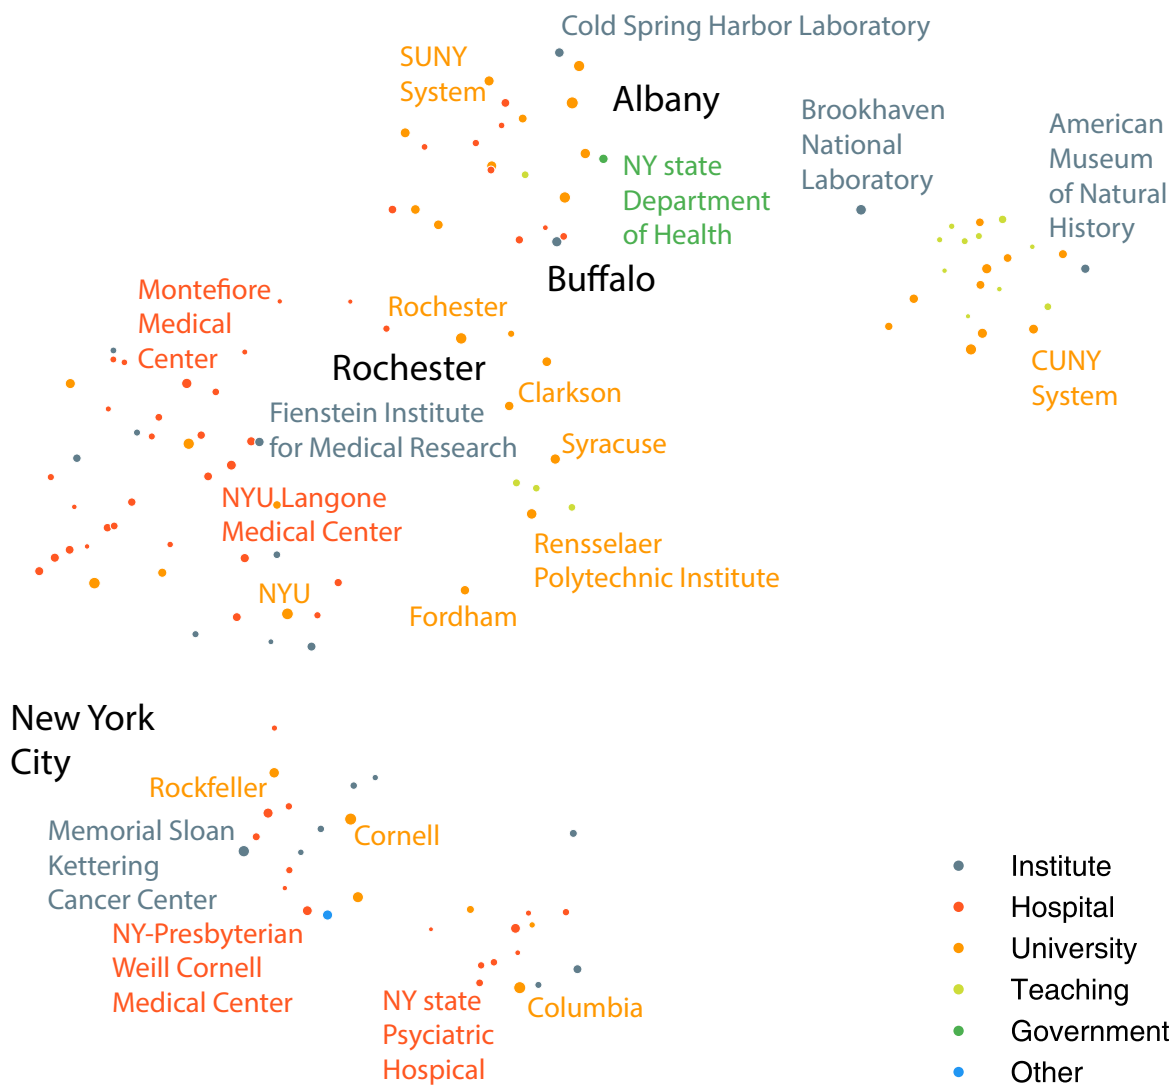 Cold Spring Harbor Laboratory
SUNY
System
Albany
Brookhaven
National
Laboratory
American
Museum
of Natural
History
NY state
Department
of Health
Buffalo
Montefiore
Medical
Center
Rochester
Rochester
Clarkson
CUNY
System
Fienstein Institute
for Medical Research
Syracuse
NYU Langone
Medical Center
Rensselaer
Polytechnic Institute
NYU
Fordham
New York
City
Rockfeller
Memorial Sloan
Kettering
Cancer Center
Cornell
NY-Presbyterian
Weill Cornell
Medical Center
NY state
Psyciatric
Hospical
Columbia
Institute
Hospital
University
Teaching
Government
Other